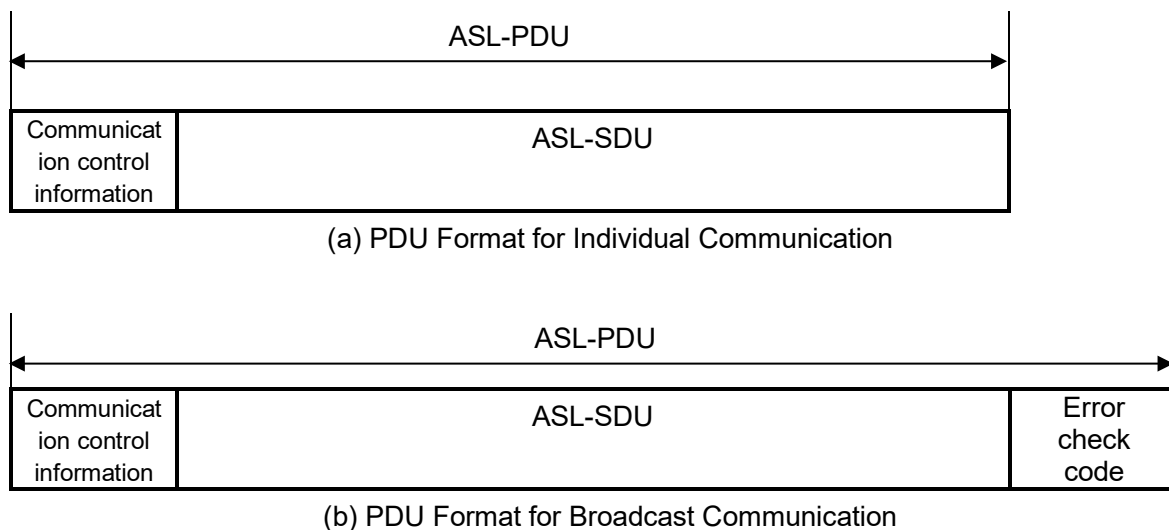 ASL-PDU
Communicat
ion control
information
ASL-SDU
(a) PDU Format for Individual Communication
ASL-PDU
Communicat
ion control
information
ASL-SDU
Error
check
code
(b) PDU Format for Broadcast Communication